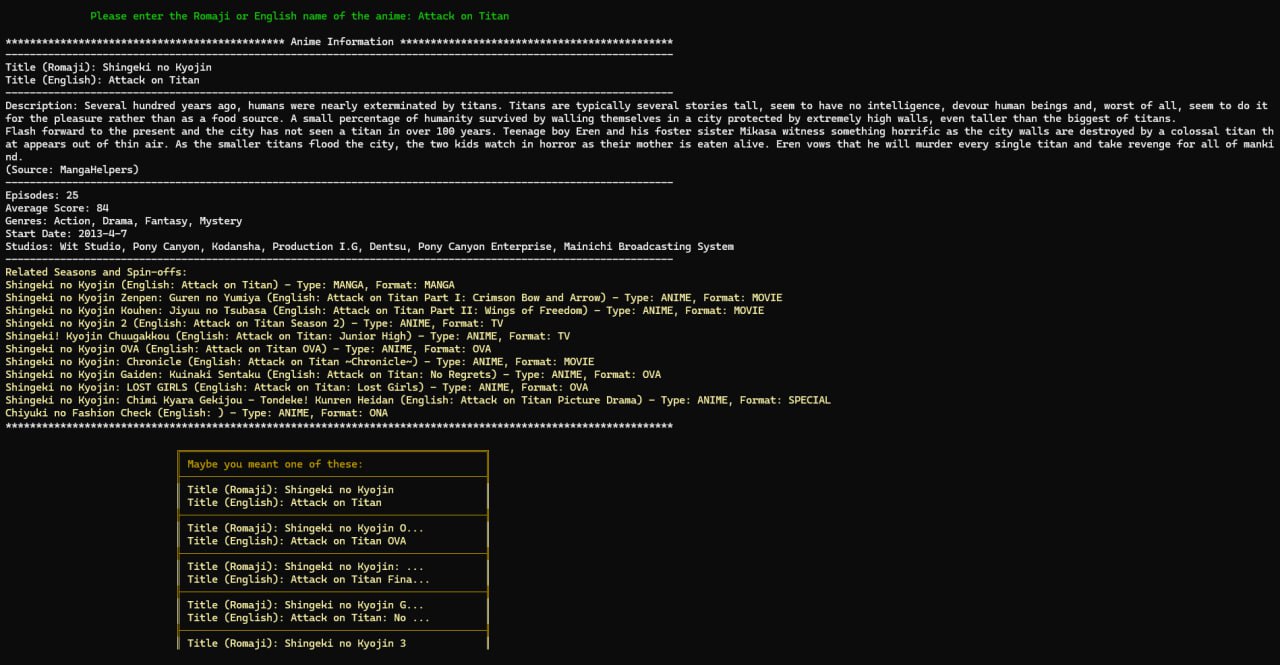 Please enter the Romaji or English name of the anime: Attack on Titan
********************************************** Anime Information *********************************************
--------------------------------------------------------------------------------------------------------------
Title (Romaji): Shingeki no Kyojin
Title (English): Attack on Titan
--------------------------------------------------------------------------------------------------------------
Description: Several hundred years ago, humans were nearly exterminated by titans. Titans are typically several stories tall, seem to have no intelligence, devour human beings and, worst of all, seem to do it
for the pleasure rather than as a food source. A small percentage of humanity survived by walling themselves in a city protected by extremely high walls, even taller than the biggest of titans.
Flash forward to the present and the city has not seen a titan in over 100 years. Teenage boy Eren and his foster sister Mikasa witness something horrific as the city walls are destroyed by a colossal titan th
at appears out of thin air. As the smaller titans flood the city, the two kids watch in horror as their mother is eaten alive. Eren vows that he will murder every single titan and take revenge for all of manki
nd.
(Source: MangaHelpers)
--------------------------------------------------------------------------------------------------------------
Episodes: 25
Average Score: 84
Genres: Action, Drama, Fantasy, Mystery
Start Date: 2013-4-7
Studios: Wit Studio, Pony Canyon, Kodansha, Production I.G, Dentsu, Pony Canyon Enterprise, Mainichi Broadcasting System
--------------------------------------------------------------------------------------------------------------
Related Seasons and Spin-offs:
Shingeki no Kyojin (English: Attack on Titan) - Type: MANGA, Format: MANGA
Shingeki no Kyojin Zenpen: Guren no Yumiya (English: Attack on Titan Part I: Crimson Bow and Arrow) - Type: ANIME, Format: MOVIE
Shingeki no Kyojin Kouhen: Jiyuu no Tsubasa (English: Attack on Titan Part II: Wings of Freedom) - Type: ANIME, Format: MOVIE
Shingeki no Kyojin 2 (English: Attack on Titan Season 2) - Type: ANIME, Format: TV
Shingeki! Kyojin Chuugakkou (English: Attack on Titan: Junior High) - Type: ANIME, Format: TV
Shingeki no Kyojin OVA (English: Attack on Titan OVA) - Type: ANIME, Format: OVA
Shingeki no Kyojin: Chronicle (English: Attack on Titan ~Chronicle~) - Type: ANIME, Format: MOVIE
Shingeki no Kyojin Gaiden: Kuinaki Sentaku (English: Attack on Titan: No Regrets) - Type: ANIME, Format: OVA
Shingeki no Kyojin: LOST GIRLS (English: Attack on Titan: Lost Girls) - Type: ANIME, Format: OVA
Shingeki no Kyojin: Chimi Kyara Gekijou - Tondeke! Kunren Heidan (English: Attack on Titan Picture Drama) - Type: ANIME, Format: SPECIAL
Chiyuki no Fashion Check (English: ) - Type: ANIME, Format: ONA
**************************************************************************************************************
Maybe you meant one of these:
Title (Romaji): Shingeki no Kyojin
Title (English): Attack on Titan
Title (Romaji): Shingeki no Kyojin O...
Title (English): Attack on Titan OVA
Title (Romaji): Shingeki no Kyojin: ...
Title (English): Attack on Titan Fina...
Title (Romaji): Shingeki no Kyojin G...
Title (English): Attack on Titan: No ...
Title (Romaji): Shingeki no Kyojin 3